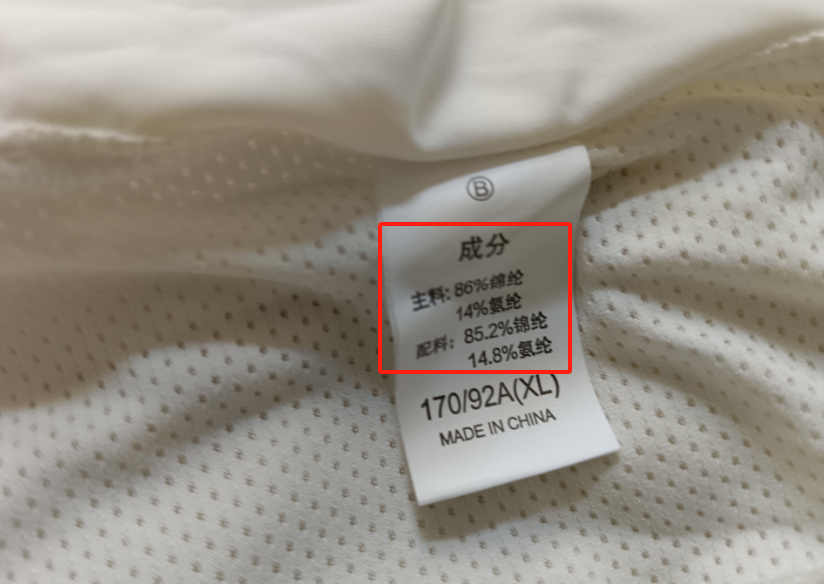 B
成分
主料: 86%锦纶
14%氨纶
配料: 85.2%锦纶
14.8%氨纶
170/92A(XL)
MADE IN CHINA